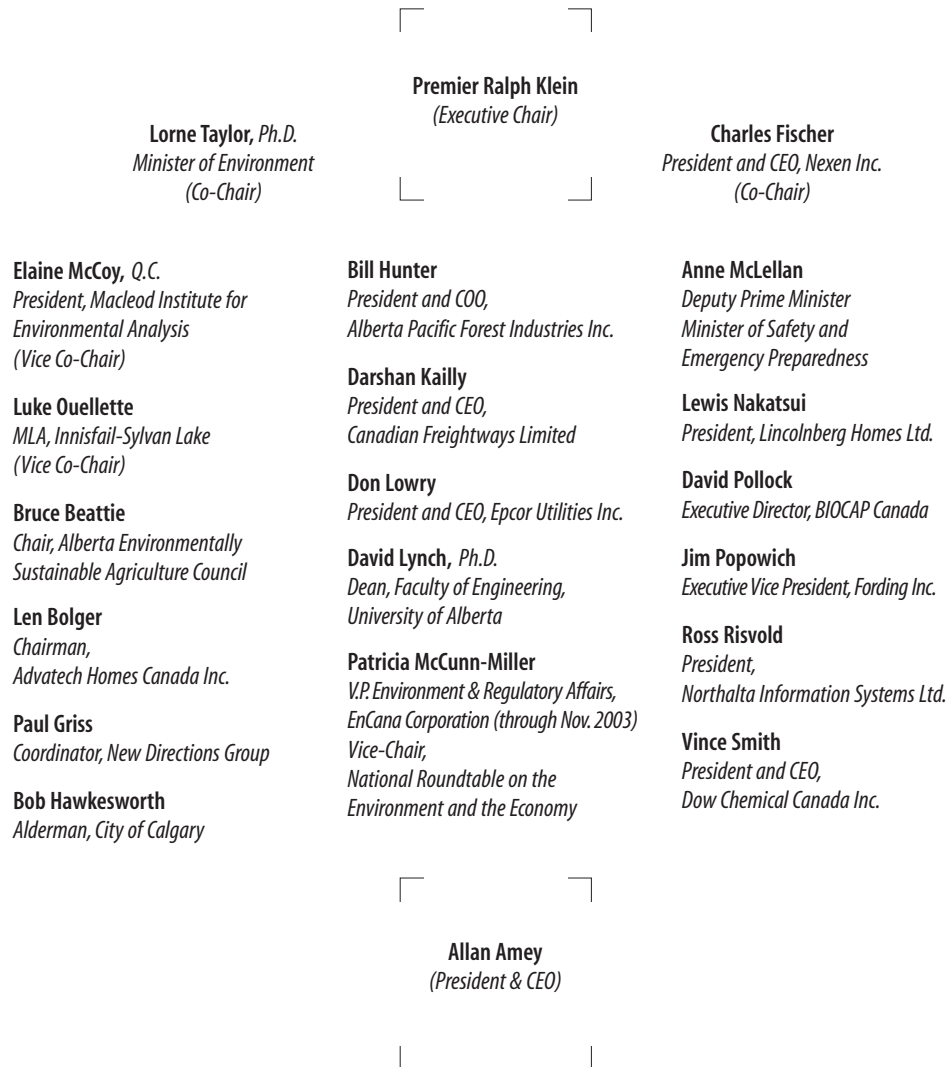 Premier Ralph Klein
(Executive Chair)
Lorne Taylor, Ph.D.
Minister of Environment
(Co-Chair)
Charles Fischer
President and CEO, Nexen Inc.
(Co-Chair)
Elaine McCoy, Q.C.
President, Macleod Institute for
Environmental Analysis
(Vice Co-Chair)
Luke Ouellette
MLA, Innisfail-Sylvan Lake
(Vice Co-Chair)
Bruce Beattie
Chair, Alberta Environmentally
Sustainable Agriculture Council
Len Bolger
Chairman,
Advatech Homes Canada Inc.
Paul Griss
Coordinator, New Directions Group
Bob Hawkesworth
Alderman, City of Calgary
Bill Hunter
President and COO,
Alberta Pacific Forest Industries Inc.
Darshan Kailly
President and CEO,
Canadian Freightways Limited
Don Lowry
President and CEO, Epcor Utilities Inc.
David Lynch, Ph.D.
Dean, Faculty of Engineering,
University of Alberta
Patricia McCunn-Miller
V.P. Environment & Regulatory Affairs,
EnCana Corporation (through Nov. 2003)
Vice-Chair,
National Roundtable on the
Environment and the Economy
Anne McLellan
Deputy Prime Minister
Minister of Safety and
Emergency Preparedness
Lewis Nakatsui
President, Lincolnberg Homes Ltd.
David Pollock
Executive Director, BIOCAP Canada
Jim Popowich
Executive Vice President, Fording Inc.
Ross Risvold
President,
Northalta Information Systems Ltd.
Vince Smith
President and CEO,
Dow Chemical Canada Inc.
Allan Amey
(President & CEO)